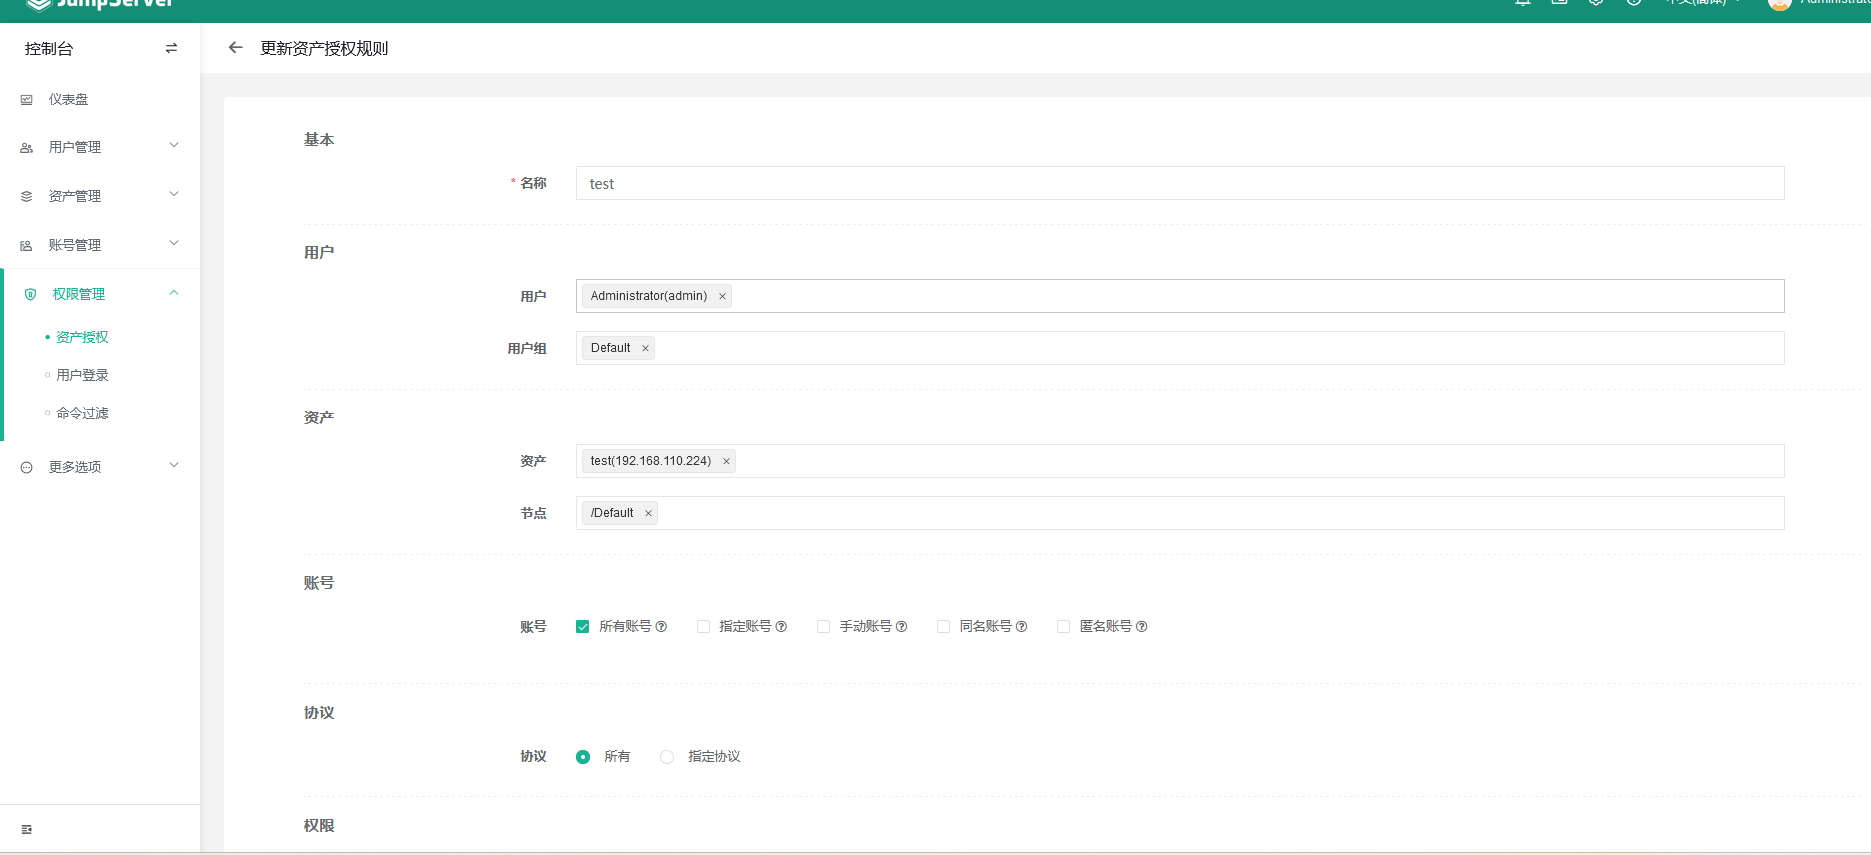 JumpServer
中文(简体)
Administrato
控制台
更新资产授权规则
仪表盘
用户管理
资产管理
账号管理
权限管理
资产授权
用户登录
命令过滤
更多选项
基本
* 名称
test
用户
用户
Administrator(admin) ×
用户组
Default ×
资产
资产
test(192.168.110.224) ×
节点
/Default ×
账号
账号
所有账号
指定账号
手动账号
同名账号
匿名账号
协议
协议
所有
指定协议
权限